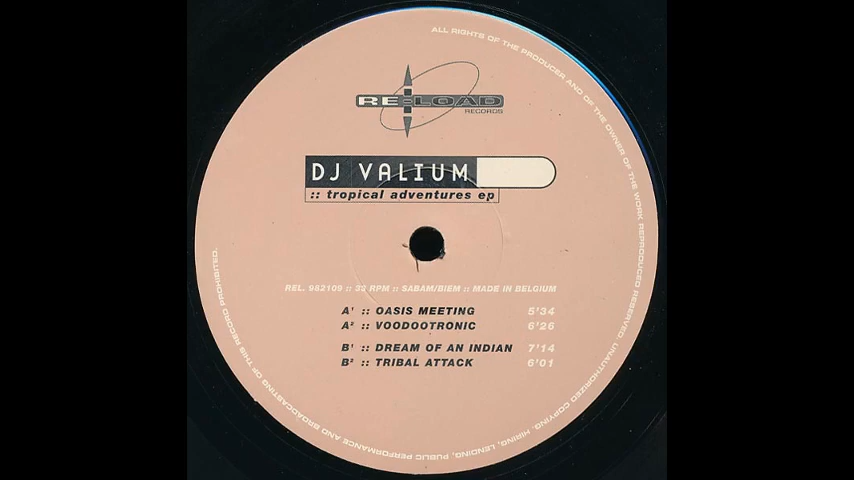 ALL RIGHTS OF THE PRODUCER AND OF THE OWNER OF THE WORK REPRODUCED RESERVED. UNAUTHORIZED COPYING, HIRING, LENDING, PUBLIC PERFORMANCE AND BROADCASTING OF THIS RECORD PROHIBITED.
RE-LOAD
RECORDS
DJ VALIUM
:: tropical adventures ep
REL. 982109 :: 33 RPM :: SABAM/BIEM :: MADE IN BELGIUM
A¹ :: OASIS MEETING 5'34
A² :: VOODOOTRONIC 6'26
B¹ :: DREAM OF AN INDIAN 7'14
B² :: TRIBAL ATTACK 6'01